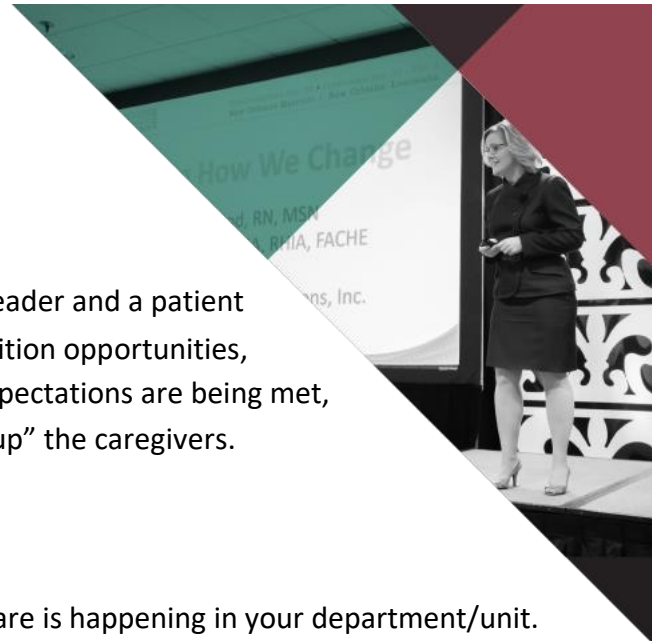 How We Change
RN, MSN
RHIA, FACHE
ns, Inc.
eader and a patient
ition opportunities,
pectations are being met,
up” the caregivers.
are is happening in your department/unit.